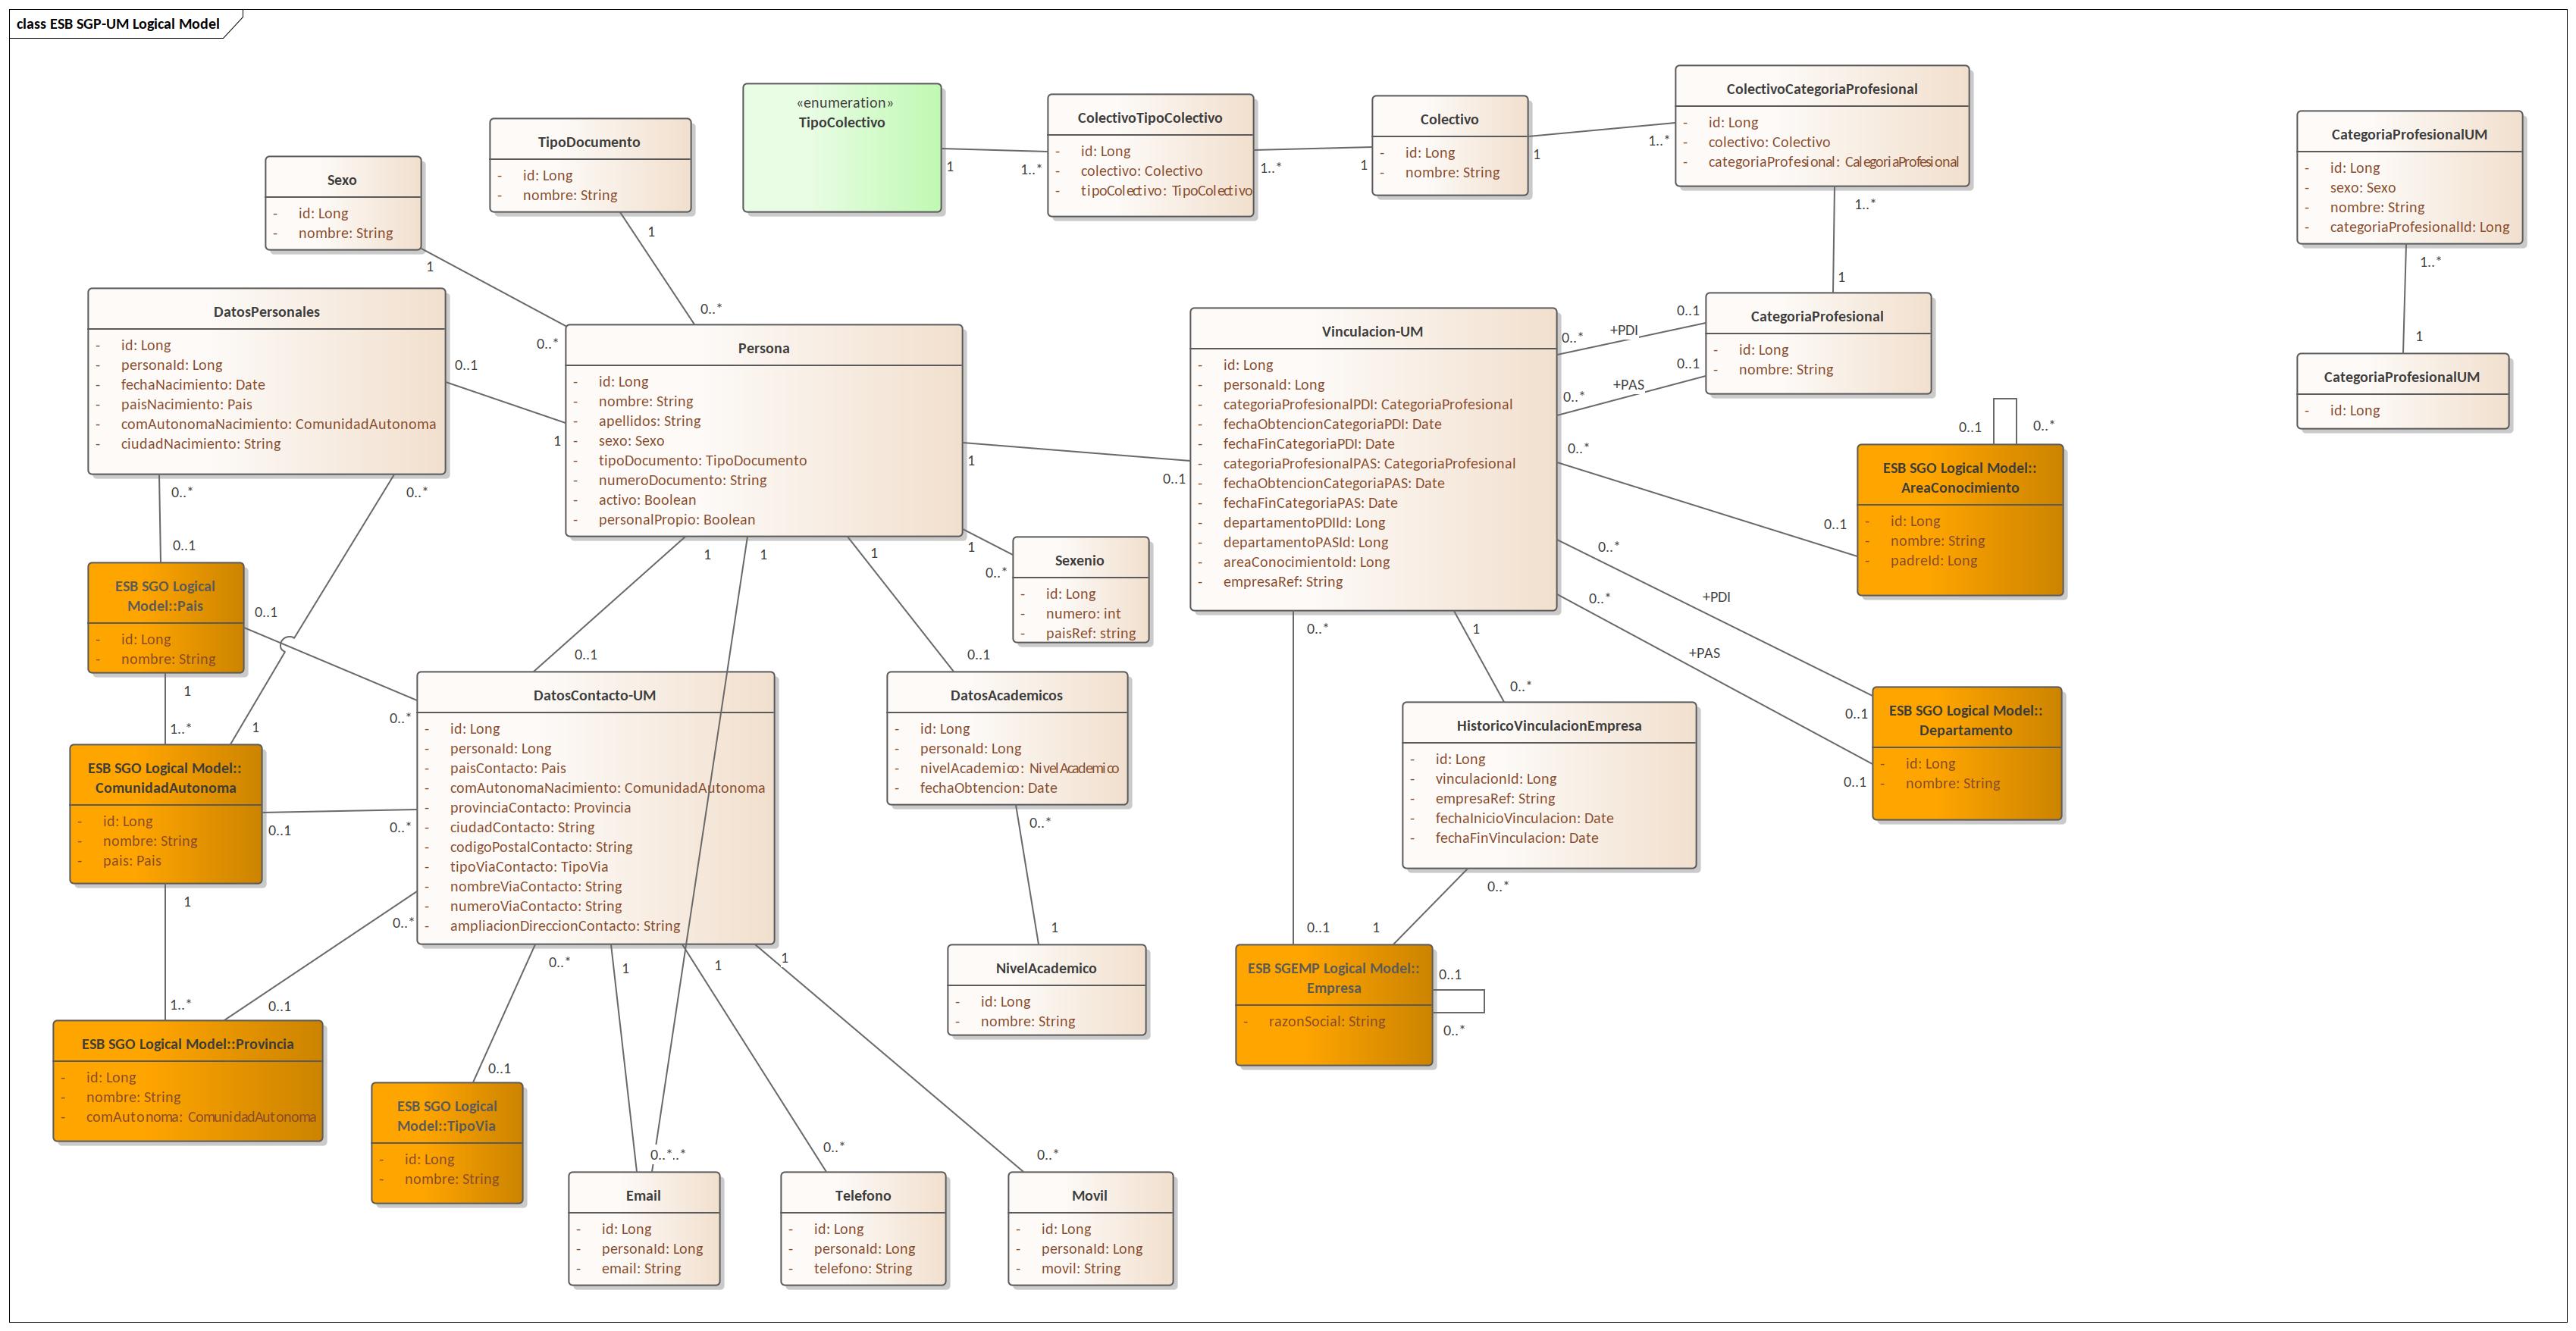 class ESB SGP-UM Logical Model
Sexo
- id: Long
- nombre: String
TipoDocumento
- id: Long
- nombre: String
«enumeration»
TipoColectivo
ColectivoTipoColectivo
- id: Long
- colectivo: Colectivo
- tipoColectivo: TipoColectivo
Colectivo
- id: Long
- nombre: String
ColectivoCategoriaProfesional
- id: Long
- colectivo: Colectivo
- categoriaProfesional: CategoriaProfesional
CategoriaProfesionalUM
- id: Long
- sexo: Sexo
- nombre: String
- categoriaProfesionalId: Long
1
1..*
1..*
1
1
1..*
1
1
0..*
0..*
1..*
1
1..*
1
DatosPersonales
- id: Long
- personaId: Long
- fechaNacimiento: Date
- paisNacimiento: Pais
- comAutonomaNacimiento: ComunidadAutonoma
- ciudadNacimiento: String
0..1
1
Persona
- id: Long
- nombre: String
- apellidos: String
- sexo: Sexo
- tipoDocumento: TipoDocumento
- numeroDocumento: String
- activo: Boolean
- personalPropio: Boolean
1
0..1
Vinculacion-UM
- id: Long
- personaId: Long
- categoriaProfesionalPDI: CategoriaProfesional
- fechaObtencionCategoriaPDI: Date
- fechaFinCategoriaPDI: Date
- categoriaProfesionalPAS: CategoriaProfesional
- fechaObtencionCategoriaPAS: Date
- fechaFinCategoriaPAS: Date
- departamentoPDIId: Long
- departamentoPASId: Long
- areaConocimientoId: Long
- empresaRef: String
0..*
+PDI
0..1
0..*
+PAS
0..1
CategoriaProfesional
- id: Long
- nombre: String
CategoriaProfesionalUM
- id: Long
0..1
0..*
ESB SGO Logical Model::
AreaConocimiento
- id: Long
- nombre: String
- padreId: Long
0..*
0..1
0..*
+PDI
0..1
0..*
+PAS
0..1
ESB SGO Logical Model::
Departamento
- id: Long
- nombre: String
1
0..*
Sexenio
- id: Long
- numero: int
- paisRef: string
0..*
0..1
0..*
1
ESB SGO Logical
Model::Pais
- id: Long
- nombre: String
0..1
0..*
1
1..*
ESB SGO Logical Model::
ComunidadAutonoma
- id: Long
- nombre: String
- pais: Pais
0..1
0..*
1
1..*
ESB SGO Logical Model::Provincia
- id: Long
- nombre: String
- comAutonoma: ComunidadAutonoma
0..*
0..1
1
1
1
0..1
0..1
DatosContacto-UM
- id: Long
- personaId: Long
- paisContacto: Pais
- comAutonomaNacimiento: ComunidadAutonoma
- provinciaContacto: Provincia
- ciudadContacto: String
- codigoPostalContacto: String
- tipoViaContacto: TipoVia
- nombreViaContacto: String
- numeroViaContacto: String
- ampliacionDireccionContacto: String
DatosAcademicos
- id: Long
- personaId: Long
- nivelAcademico: NivelAcademico
- fechaObtencion: Date
0..*
1
NivelAcademico
- id: Long
- nombre: String
1
0..*
HistoricoVinculacionEmpresa
- id: Long
- vinculacionId: Long
- empresaRef: String
- fechaInicioVinculacion: Date
- fechaFinVinculacion: Date
0..*
0..1
0..*
1
ESB SGEMP Logical Model::
Empresa
- razonSocial: String
0..1
0..*
0..*
1
1
1
0..1
0..*..*
0..*
0..*
ESB SGO Logical
Model::TipoVia
- id: Long
- nombre: String
Email
- id: Long
- personaId: Long
- email: String
Telefono
- id: Long
- personaId: Long
- telefono: String
Movil
- id: Long
- personaId: Long
- movil: String